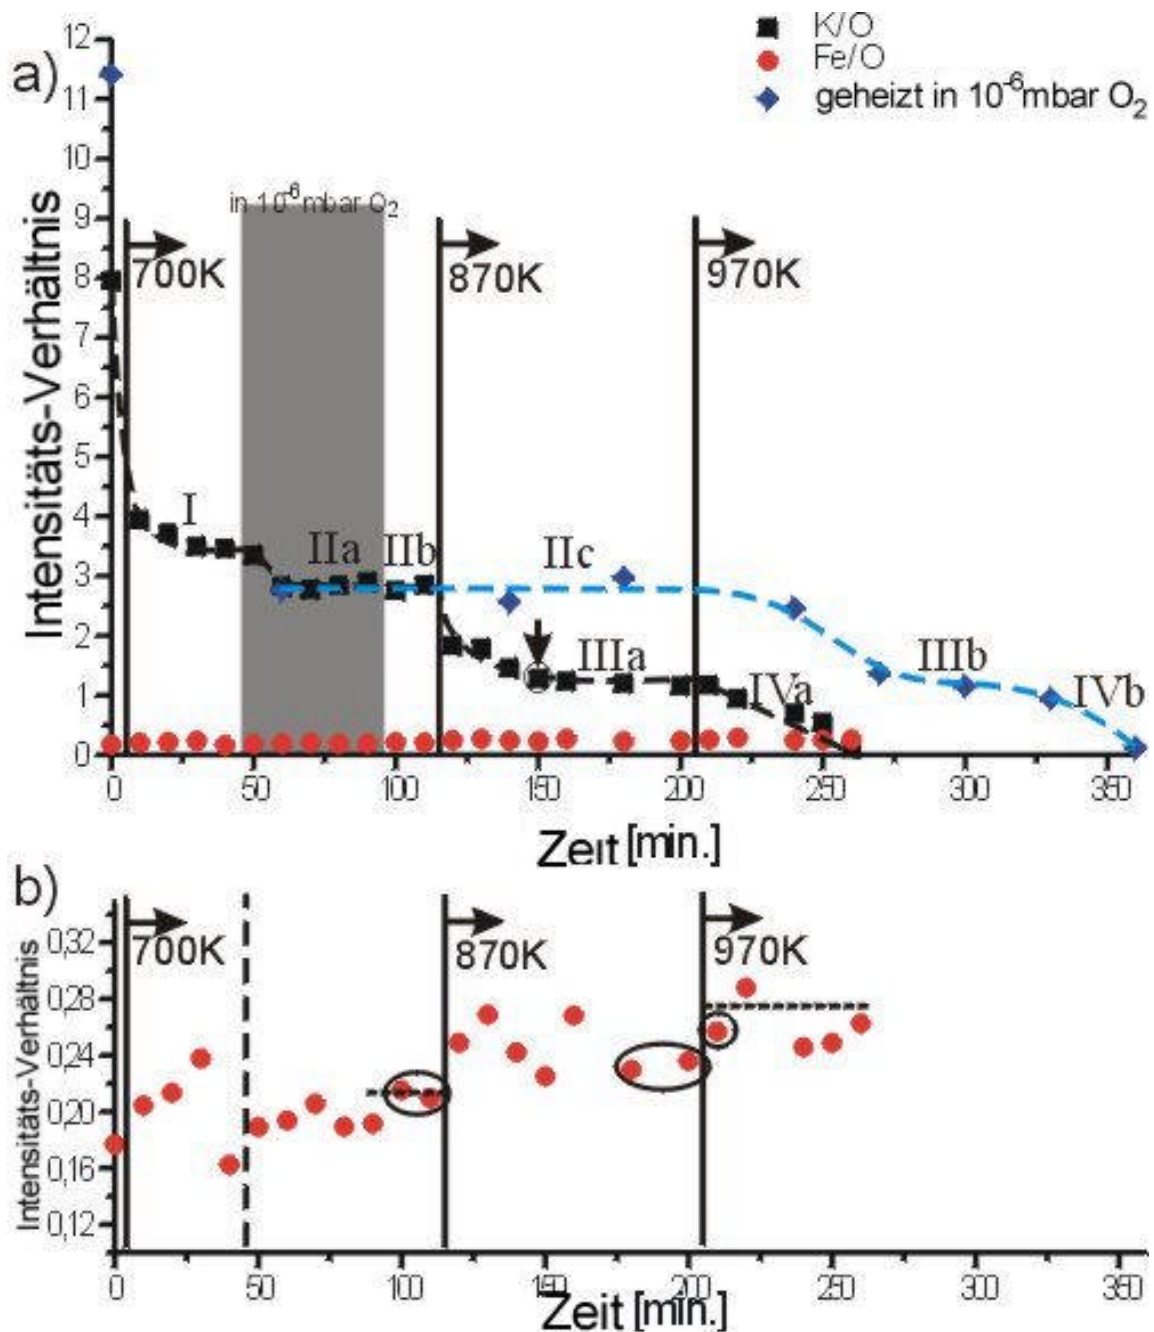 a)
K/O
Fe/O
geheizt in 10⁻⁶mbar O₂
Intensitäts-Verhältnis
12
11
10
9
8
7
6
5
4
3
2
1
0
in 10⁻⁶mbar O₂
700K
870K
970K
I
IIa
IIb
IIc
IIIa
IVa
IIIb
IVb
0 50 100 150 200 250 300 350
Zeit [min.]
b)
Intensitäts-Verhältnis
0,32
0,28
0,24
0,20
0,16
0,12
700K
870K
970K
0 50 100 150 200 250 300 350
Zeit [min.]